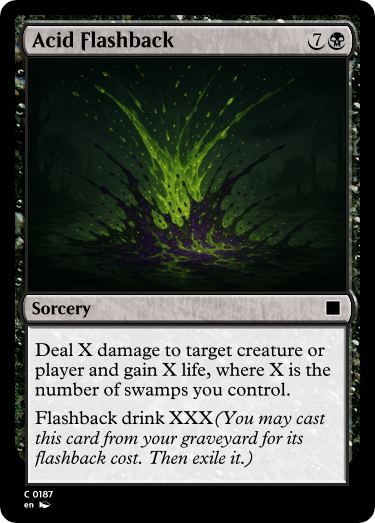 Acid Flashback 7
Sorcery
Deal X damage to target creature or
player and gain X life, where X is the
number of swamps you control.
Flashback drink XXX(You may cast
this card from your graveyard for its
flashback cost. Then exile it.)
C 0187
en